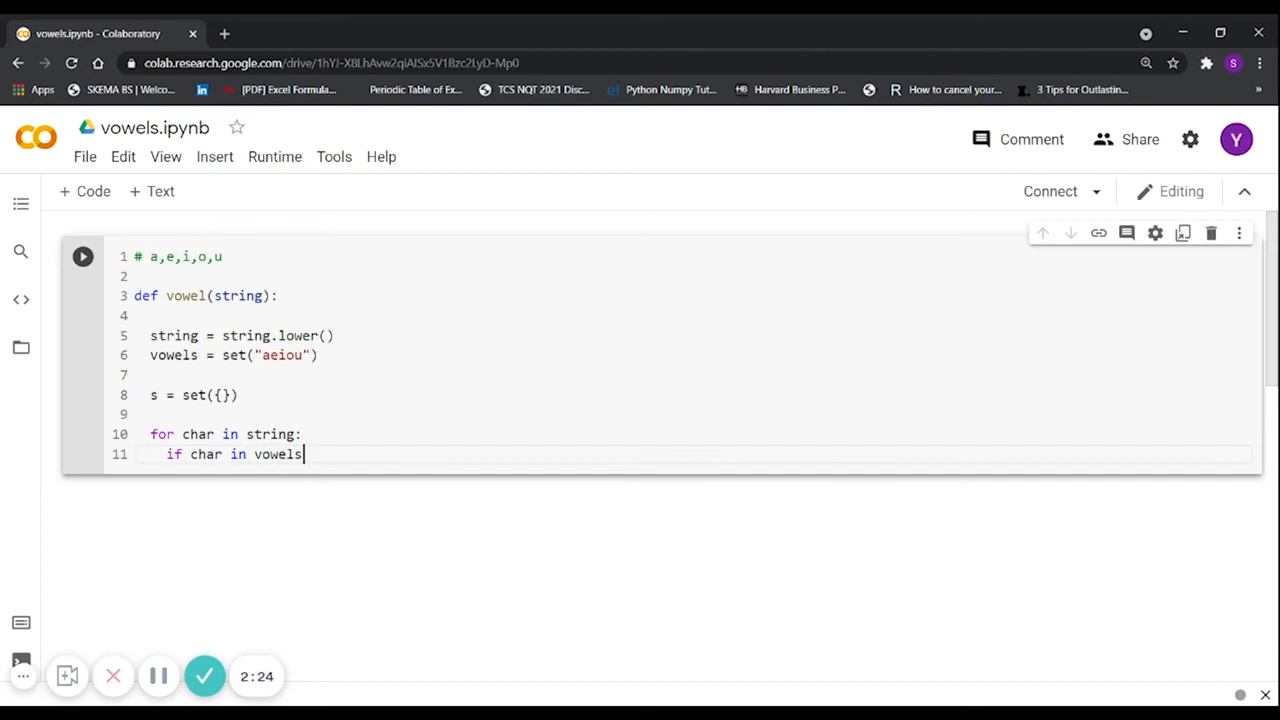 vowels.ipynb - Colaboratory
colab.research.google.com/drive/1hYJ-X8LhAvw2qiAlSx5V1Bzc2LyD-Mp0
S
Apps SKEMA BS | Welco... in [PDF] Excel Formula... Periodic Table of Ex... TCS NQT 2021 Disc... Python Numpy Tut... HB Harvard Business P... R How to cancel your... 3 Tips for Outlastin... »
CO vowels.ipynb
File Edit View Insert Runtime Tools Help
Comment Share Y
+ Code + Text
Connect Editing
1 # a,e,i,o,u
2
3 def vowel(string):
4
5 string = string.lower()
6 vowels = set("aeiou")
7
8 s = set({})
9
10 for char in string:
11 if char in vowels
2:24